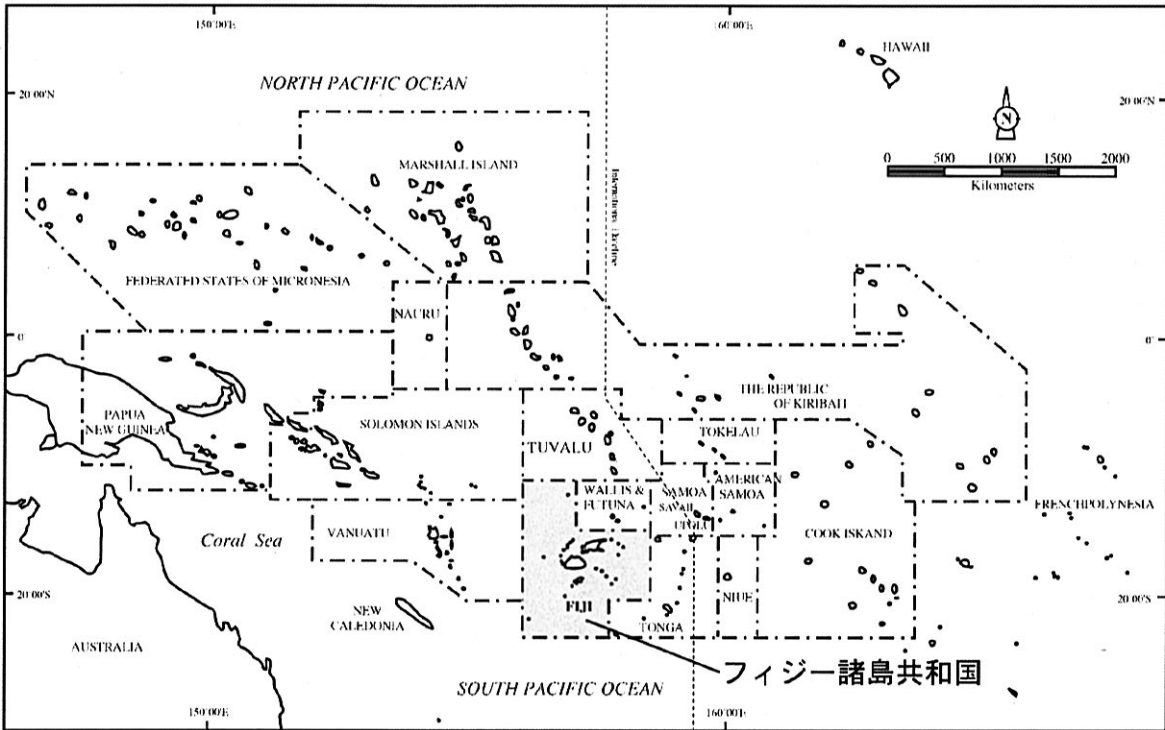 150°00'E
160°00'E
HAWAII
NORTH PACIFIC OCEAN
20°00'N
20°00'N
N
MARSHALL ISLAND
0 500 1000 1500 2000
Kilometers
FEDERATED STATES OF MICRONESIA
NAURU
0°
0°
THE REPUBLIC
OF KIRIBATI
PAPUA
NEW GUINEA
SOLOMON ISLANDS
TOKELAU
TUVALU
WALLIS &
FUTUNA
SAMOA
SAVAII
UPOLU
AMERICAN
SAMOA
FRENCHPOLYNESIA
Coral Sea
VANUATU
COOK ISKAND
20°00'S
20°00'S
FIJI
NIUE
NEW
CALEDONIA
TONGA
AUSTRALIA
フィジー諸島共和国
SOUTH PACIFIC OCEAN
150°00'E
160°00'E